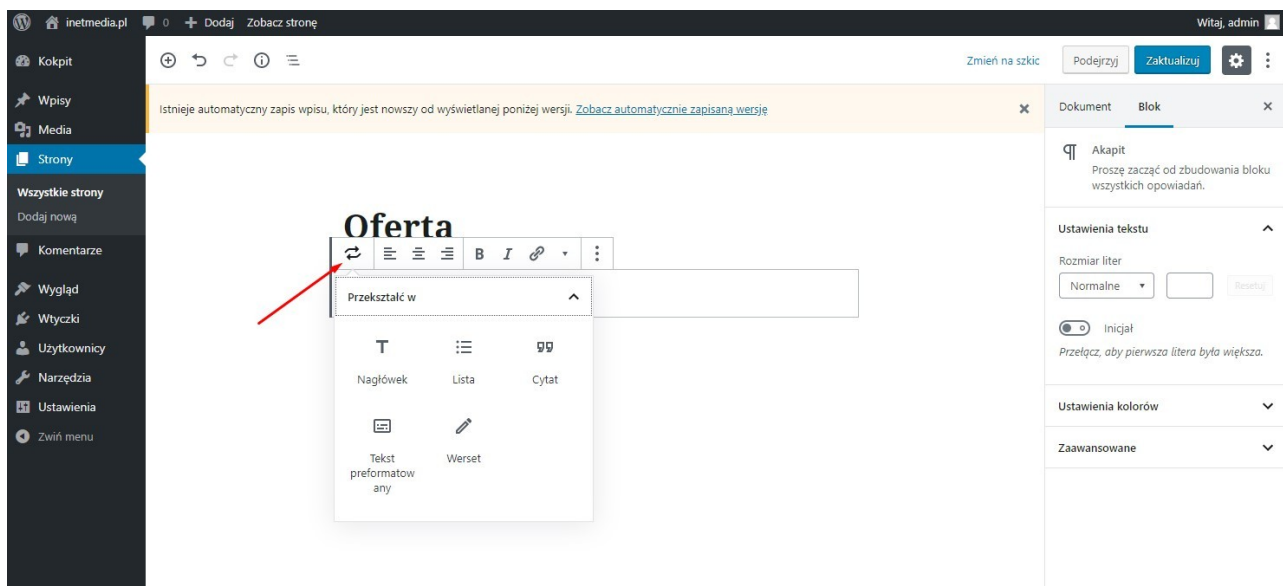 inetmedia.pl 0 Dodaj Zobacz stronę Witaj, admin
Kokpit
Wpisy
Media
Strony
Wszystkie strony
Dodaj nową
Komentarze
Wygląd
Wtyczki
Użytkownicy
Narzędzia
Ustawienia
Zwiń menu
Zmień na szkic Podejrzyj Zaktualizuj
Istnieje automatyczny zapis wpisu, który jest nowszy od wyświetlanej poniżej wersji. Zobacz automatycznie zapisaną wersję
Oferta
B I
Przekształć w
Nagłówek Lista Cytat
Tekst Werset
preformatow
any
Dokument Blok
Akapit
Proszę zacząć od zbudowania bloku
wszystkich opowiadań.
Ustawienia tekstu
Rozmiar liter
Normalne Resetuj
Inicjał
Przełącz, aby pierwsza litera była większa.
Ustawienia kolorów
Zaawansowane